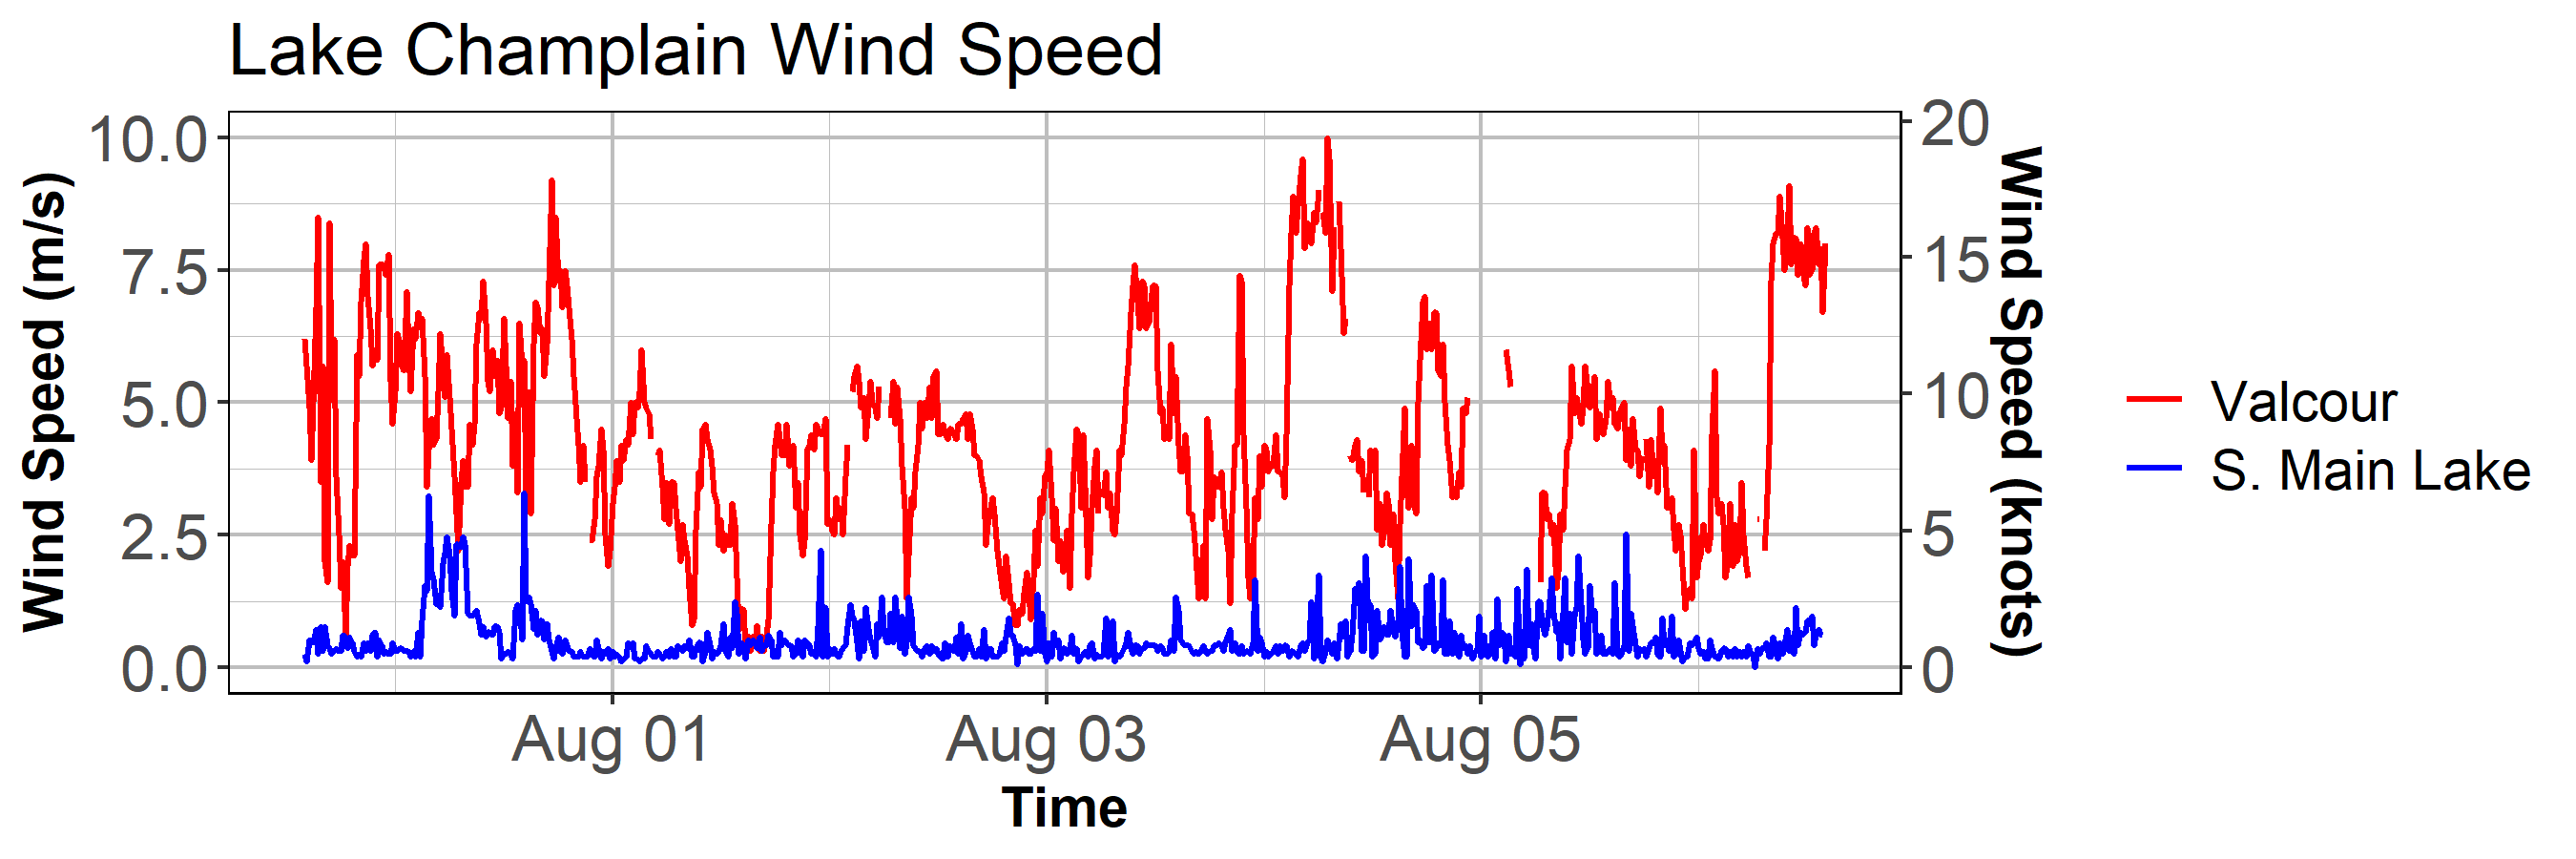 Lake Champlain Wind Speed
Wind Speed (m/s)
10.0
7.5
5.0
2.5
0.0
20
15
10
5
0
Wind Speed (knots)
Aug 01
Aug 03
Aug 05
Time
Valcour
S. Main Lake